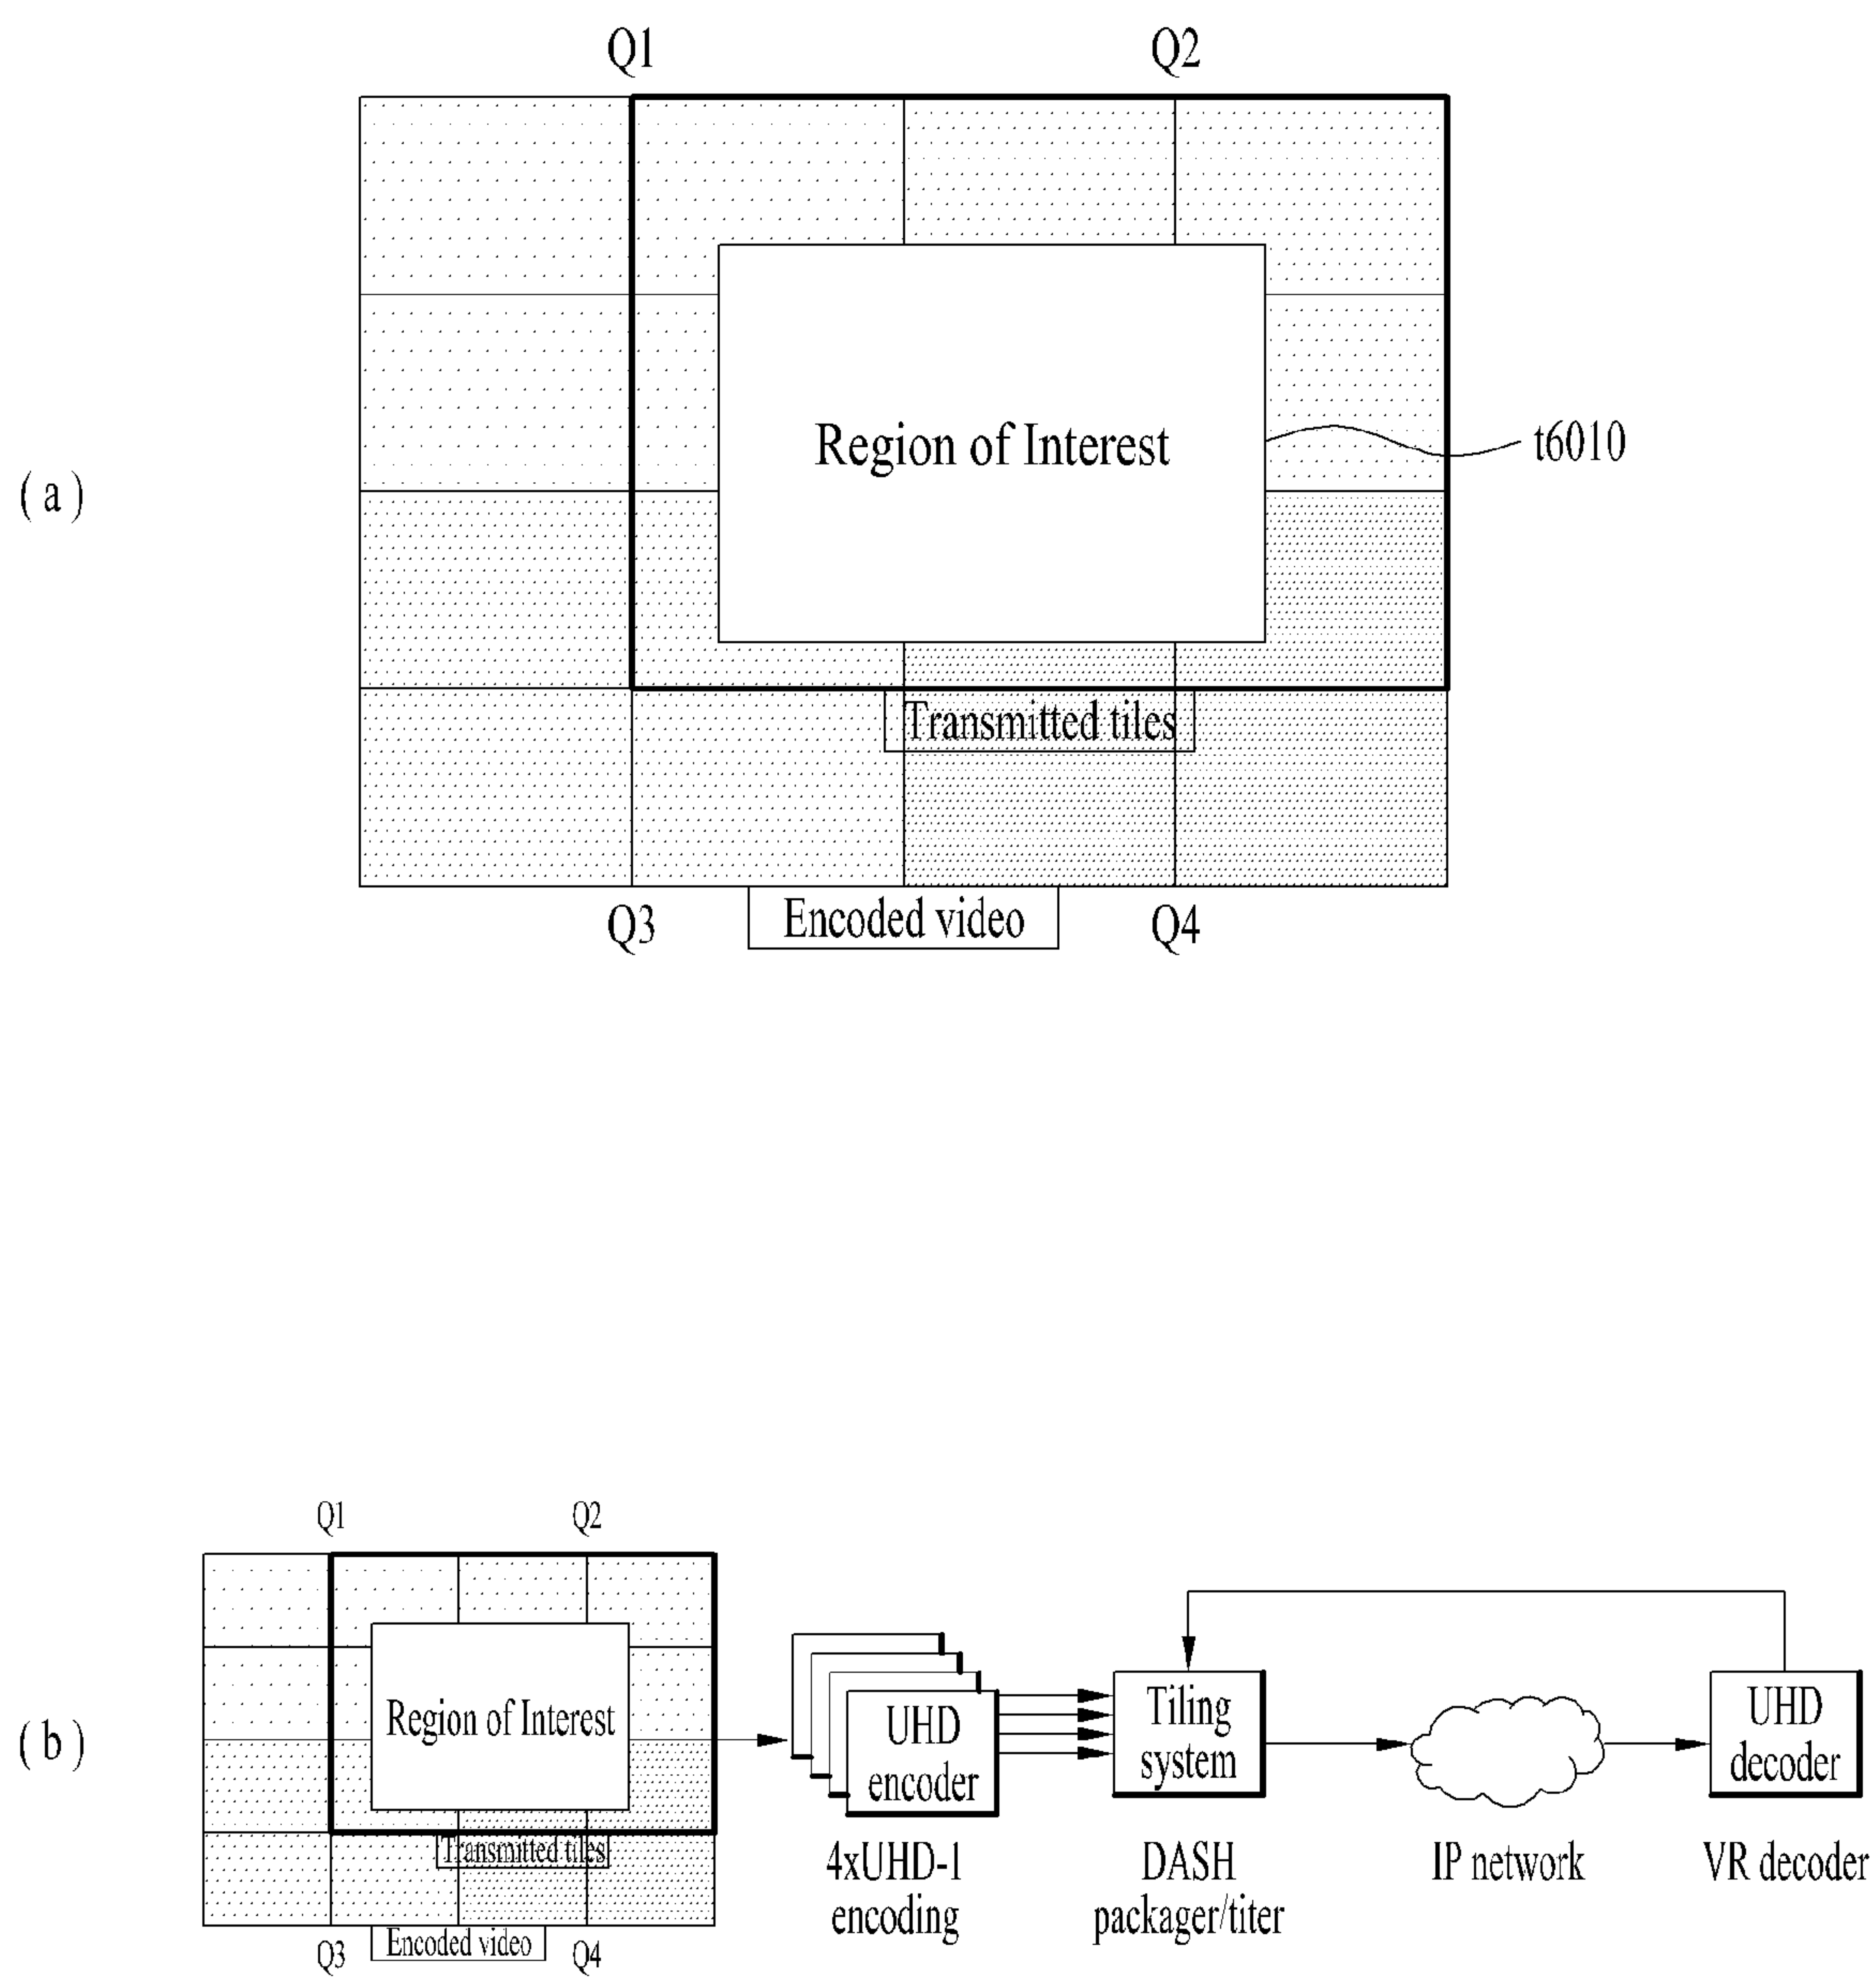 Q1 Q2
( a )
Region of Interest
t6010
Transmitted tiles
Q3 Encoded video Q4
( b )
Q1 Q2
Region of Interest
Transmitted tiles
Q3 Encoded video Q4
UHD
encoder
4xUHD-1
encoding
Tiling
system
DASH
packager/titer
IP network
UHD
decoder
VR decoder